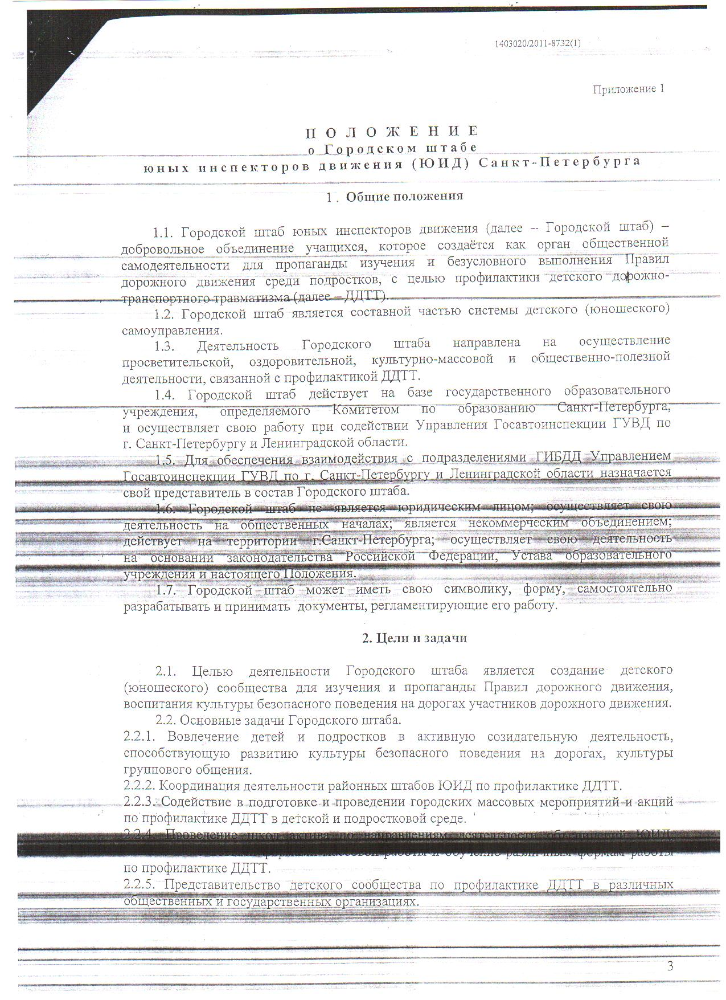 1403020/2011-8732(1)
Приложение 1
П О Л О Ж Е Н И Е
о Городском штабе
юных инспекторов движения (ЮИД) Санкт-Петербурга
1 . Общие положения
1.1. Городской штаб юных инспекторов движения (далее – Городской штаб) –
добровольное объединение учащихся, которое создаётся как орган общественной
самодеятельности для пропаганды изучения и безусловного выполнения Правил
дорожного движения среди подростков, с целью профилактики детского дорожно-
транспортного травматизма (далее – ДДТТ).
1.2. Городской штаб является составной частью системы детского (юношеского)
самоуправления.
1.3. Деятельность Городского штаба направлена на осуществление
просветительской, оздоровительной, культурно-массовой и общественно-полезной
деятельности, связанной с профилактикой ДДТТ.
1.4. Городской штаб действует на базе государственного образовательного
учреждения, определяемого Комитетом по образованию Санкт-Петербурга,
и осуществляет свою работу при содействии Управления Госавтоинспекции ГУВД по
г. Санкт-Петербургу и Ленинградской области.
1.5. Для обеспечения взаимодействия с подразделениями ГИБДД Управлением
Госавтоинспекции ГУВД по г. Санкт-Петербургу и Ленинградской области назначается
свой представитель в состав Городского штаба.
1.6. Городской штаб не является юридическим лицом; осуществляет свою
деятельность на общественных началах; является некоммерческим объединением;
действует на территории г.Санкт-Петербурга; осуществляет свою деятельность
на основании законодательства Российской Федерации, Устава образовательного
учреждения и настоящего Положения.
1.7. Городской штаб может иметь свою символику, форму, самостоятельно
разрабатывать и принимать документы, регламентирующие его работу.
2. Цели и задачи
2.1. Целью деятельности Городского штаба является создание детского
(юношеского) сообщества для изучения и пропаганды Правил дорожного движения,
воспитания культуры безопасного поведения на дорогах участников дорожного движения.
2.2. Основные задачи Городского штаба.
2.2.1. Вовлечение детей и подростков в активную созидательную деятельность,
способствующую развитию культуры безопасного поведения на дорогах, культуры
группового общения.
2.2.2. Координация деятельности районных штабов ЮИД по профилактике ДДТТ.
2.2.3. Содействие в подготовке и проведении городских массовых мероприятий и акций
по профилактике ДДТТ в детской и подростковой среде.
2.2.4. Проведение школ актива по направлениям деятельности объединений ЮИД,
формами массовой работы и обучение различным формам работы
по профилактике ДДТТ.
2.2.5. Представительство детского сообщества по профилактике ДДТТ в различных
общественных и государственных организациях.
3